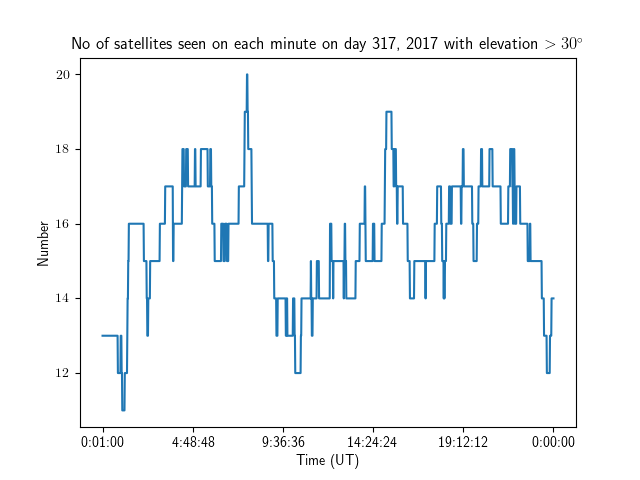 No of satellites seen on each minute on day 317, 2017 with elevation > 30°
20
18
16
14
12
Number
0:01:00 4:48:48 9:36:36 14:24:24 19:12:12 0:00:00
Time (UT)